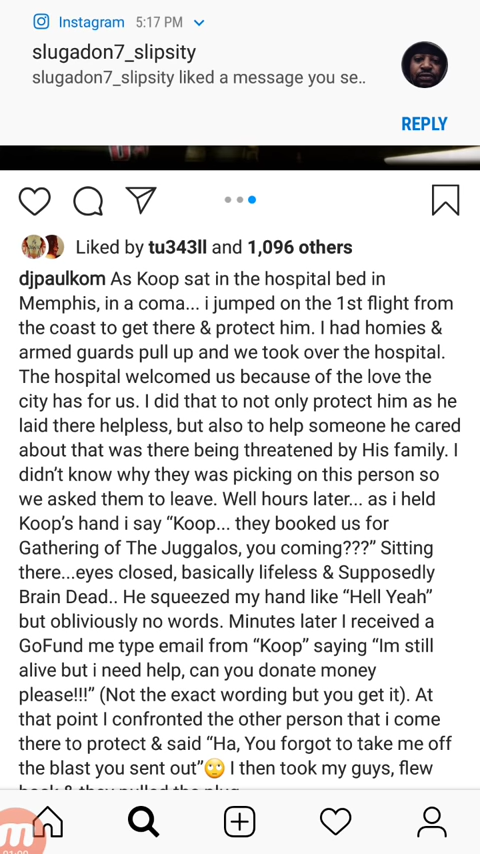 Instagram 5:17 PM
slugadon7_slipsity
slugadon7_slipsity liked a message you se..
REPLY
Liked by tu343ll and 1,096 others
djpaulkom As Koop sat in the hospital bed in
Memphis, in a coma... i jumped on the 1st flight from
the coast to get there & protect him. I had homies &
armed guards pull up and we took over the hospital.
The hospital welcomed us because of the love the
city has for us. I did that to not only protect him as he
laid there helpless, but also to help someone he cared
about that was there being threatened by His family. I
didn't know why they was picking on this person so
we asked them to leave. Well hours later... as i held
Koop's hand i say “Koop... they booked us for
Gathering of The Juggalos, you coming???” Sitting
there...eyes closed, basically lifeless & Supposedly
Brain Dead.. He squeezed my hand like “Hell Yeah”
but obliviously no words. Minutes later I received a
GoFund me type email from “Koop” saying “Im still
alive but i need help, can you donate money
please!!!” (Not the exact wording but you get it). At
that point I confronted the other person that i come
there to protect & said “Ha, You forgot to take me off
the blast you sent out”🙄 I then took my guys, flew
back & they pulled the plug